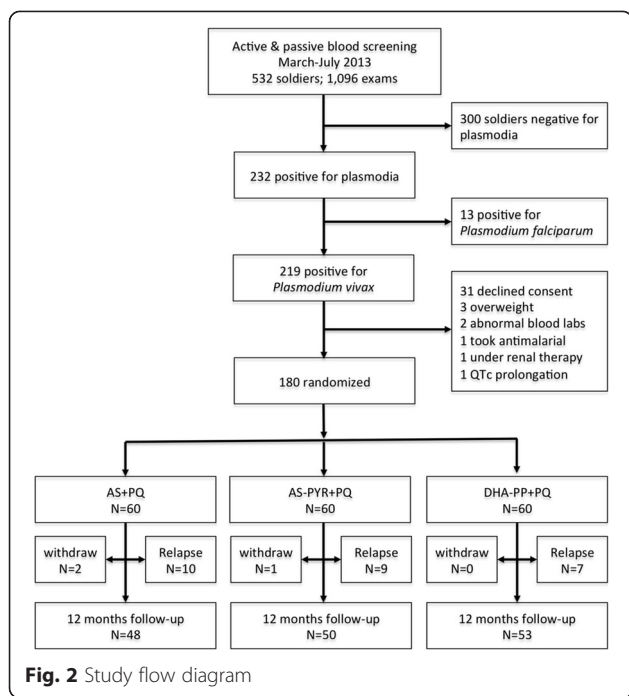 Active & passive blood screening
March-July 2013
532 soldiers; 1,096 exams
300 soldiers negative for
plasmodia
232 positive for plasmodia
13 positive for
Plasmodium falciparum
219 positive for
Plasmodium vivax
31 declined consent
3 overweight
2 abnormal blood labs
1 took antimalarial
1 under renal therapy
1 QTc prolongation
180 randomized
AS+PQ
N=60
AS-PYR+PQ
N=60
DHA-PP+PQ
N=60
withdraw
N=2
Relapse
N=10
withdraw
N=1
Relapse
N=9
withdraw
N=0
Relapse
N=7
12 months follow-up
N=48
12 months follow-up
N=50
12 months follow-up
N=53
Fig. 2 Study flow diagram